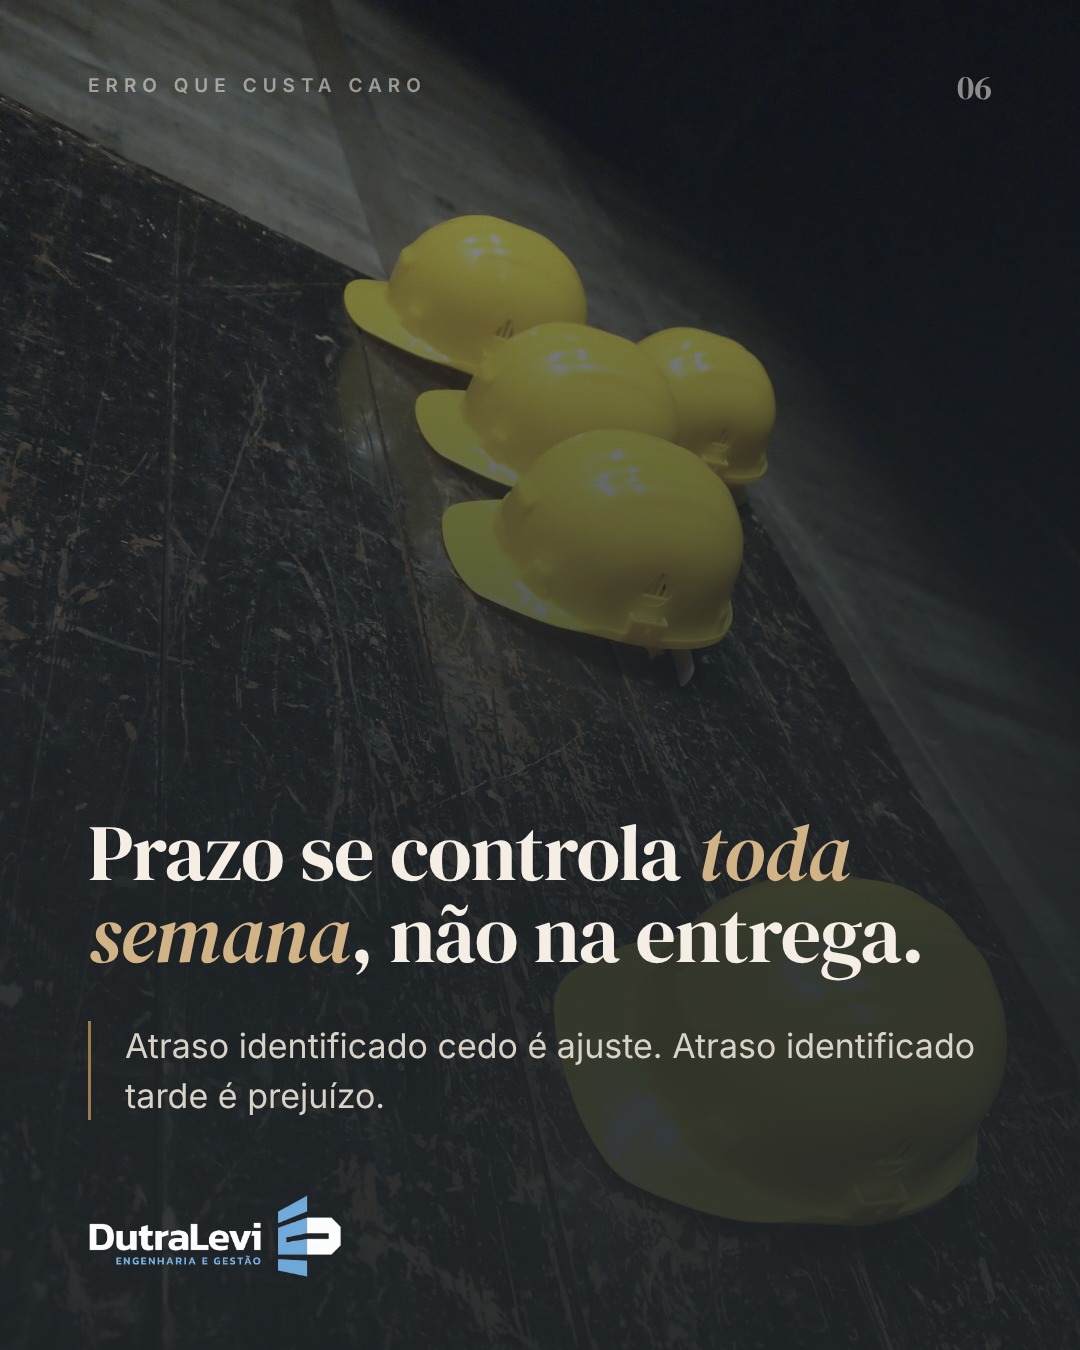 ERRO QUE CUSTA CARO
06
Prazo se controla toda
semana, não na entrega.
Atraso identificado cedo é ajuste. Atraso identificado
tarde é prejuízo.
DutraLevi
ENGENHARIA E GESTÃO